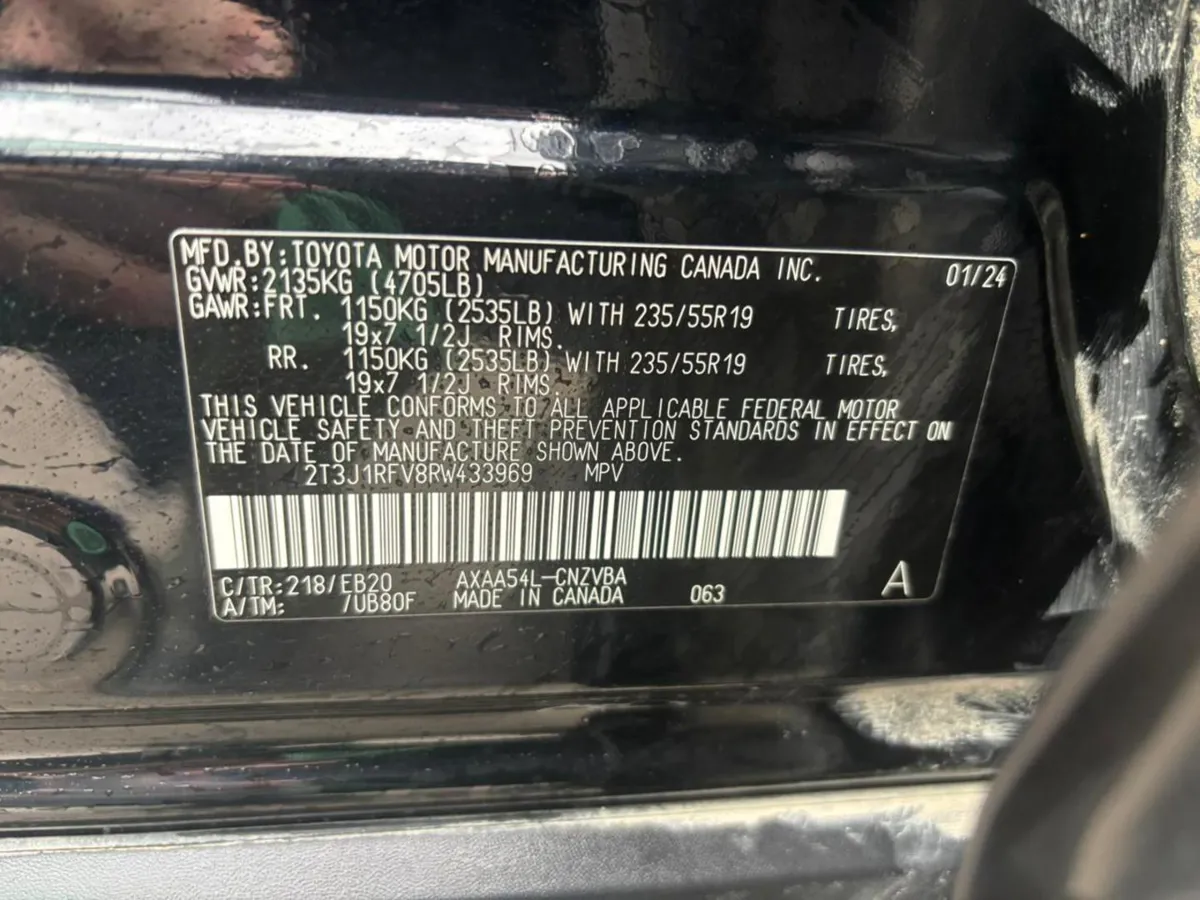 MFD.BY:TOYOTA MOTOR MANUFACTURING CANADA INC. 01/24
GVWR:2135KG (4705LB)
GAWR:FRT. 1150KG (2535LB) WITH 235/55R19 TIRES,
19x7 1/2J RIMS.
RR. 1150KG (2535LB) WITH 235/55R19 TIRES,
19x7 1/2J RIMS.
THIS VEHICLE CONFORMS TO ALL APPLICABLE FEDERAL MOTOR
VEHICLE SAFETY AND THEFT PREVENTION STANDARDS IN EFFECT ON
THE DATE OF MANUFACTURE SHOWN ABOVE.
2T3J1RFV8RW433969 MPV
C/TR:218/EB20 AXAA54L-CNZVBA
A/TM: /UB80F MADE IN CANADA 063 A